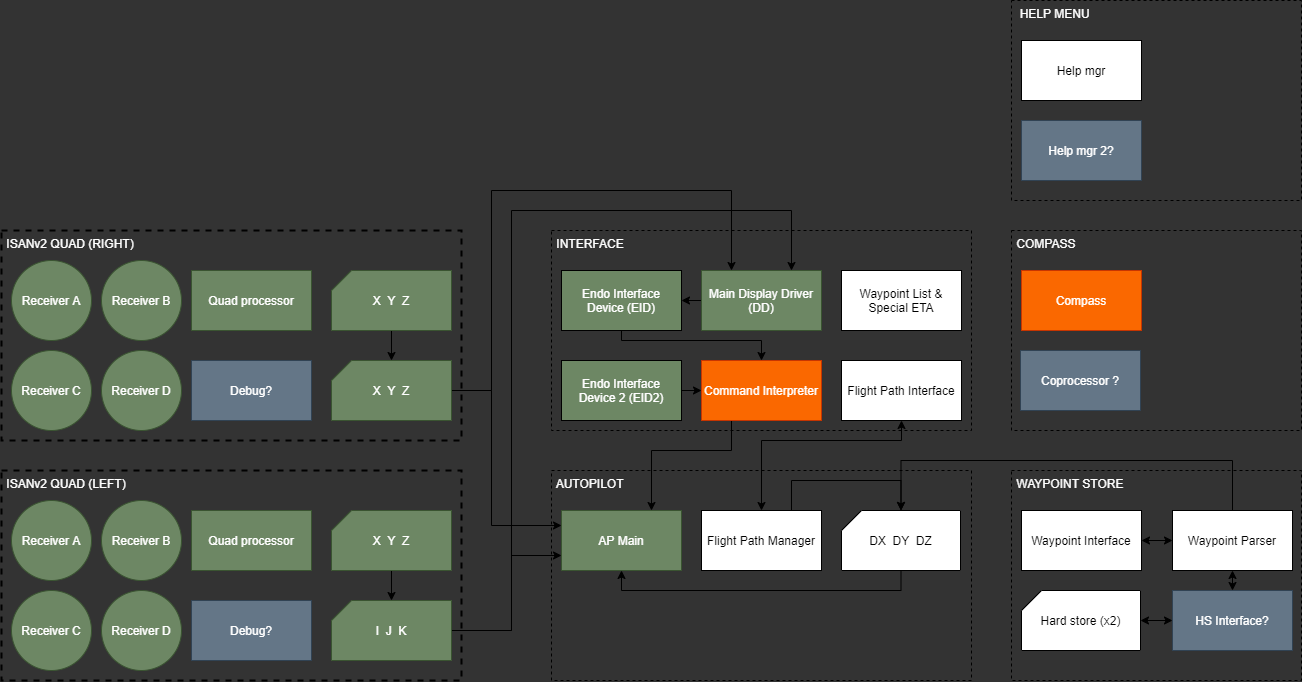 HELP MENU
Help mgr
Help mgr 2?
ISANv2 QUAD (RIGHT)
Receiver A
Receiver B
Quad processor
X Y Z
Receiver C
Receiver D
Debug?
X Y Z
INTERFACE
Endo Interface
Device (EID)
Main Display Driver
(DD)
Waypoint List &
Special ETA
Endo Interface
Device 2 (EID2)
Command Interpreter
Flight Path Interface
COMPASS
Compass
Coprocessor ?
ISANv2 QUAD (LEFT)
Receiver A
Receiver B
Quad processor
X Y Z
Receiver C
Receiver D
Debug?
I J K
AUTOPILOT
AP Main
Flight Path Manager
DX DY DZ
WAYPOINT STORE
Waypoint Interface
Waypoint Parser
Hard store (x2)
HS Interface?